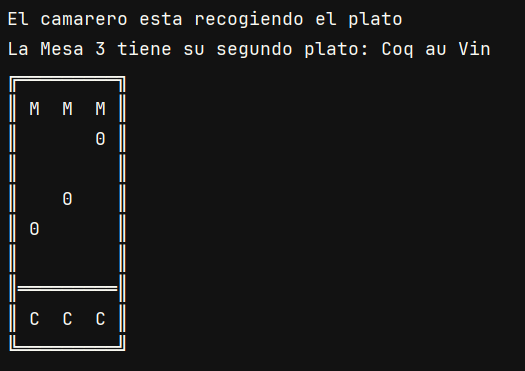 El camarero esta recogiendo el plato
La Mesa 3 tiene su segundo plato: Coq au Vin
M M M
0
0
0
C C C